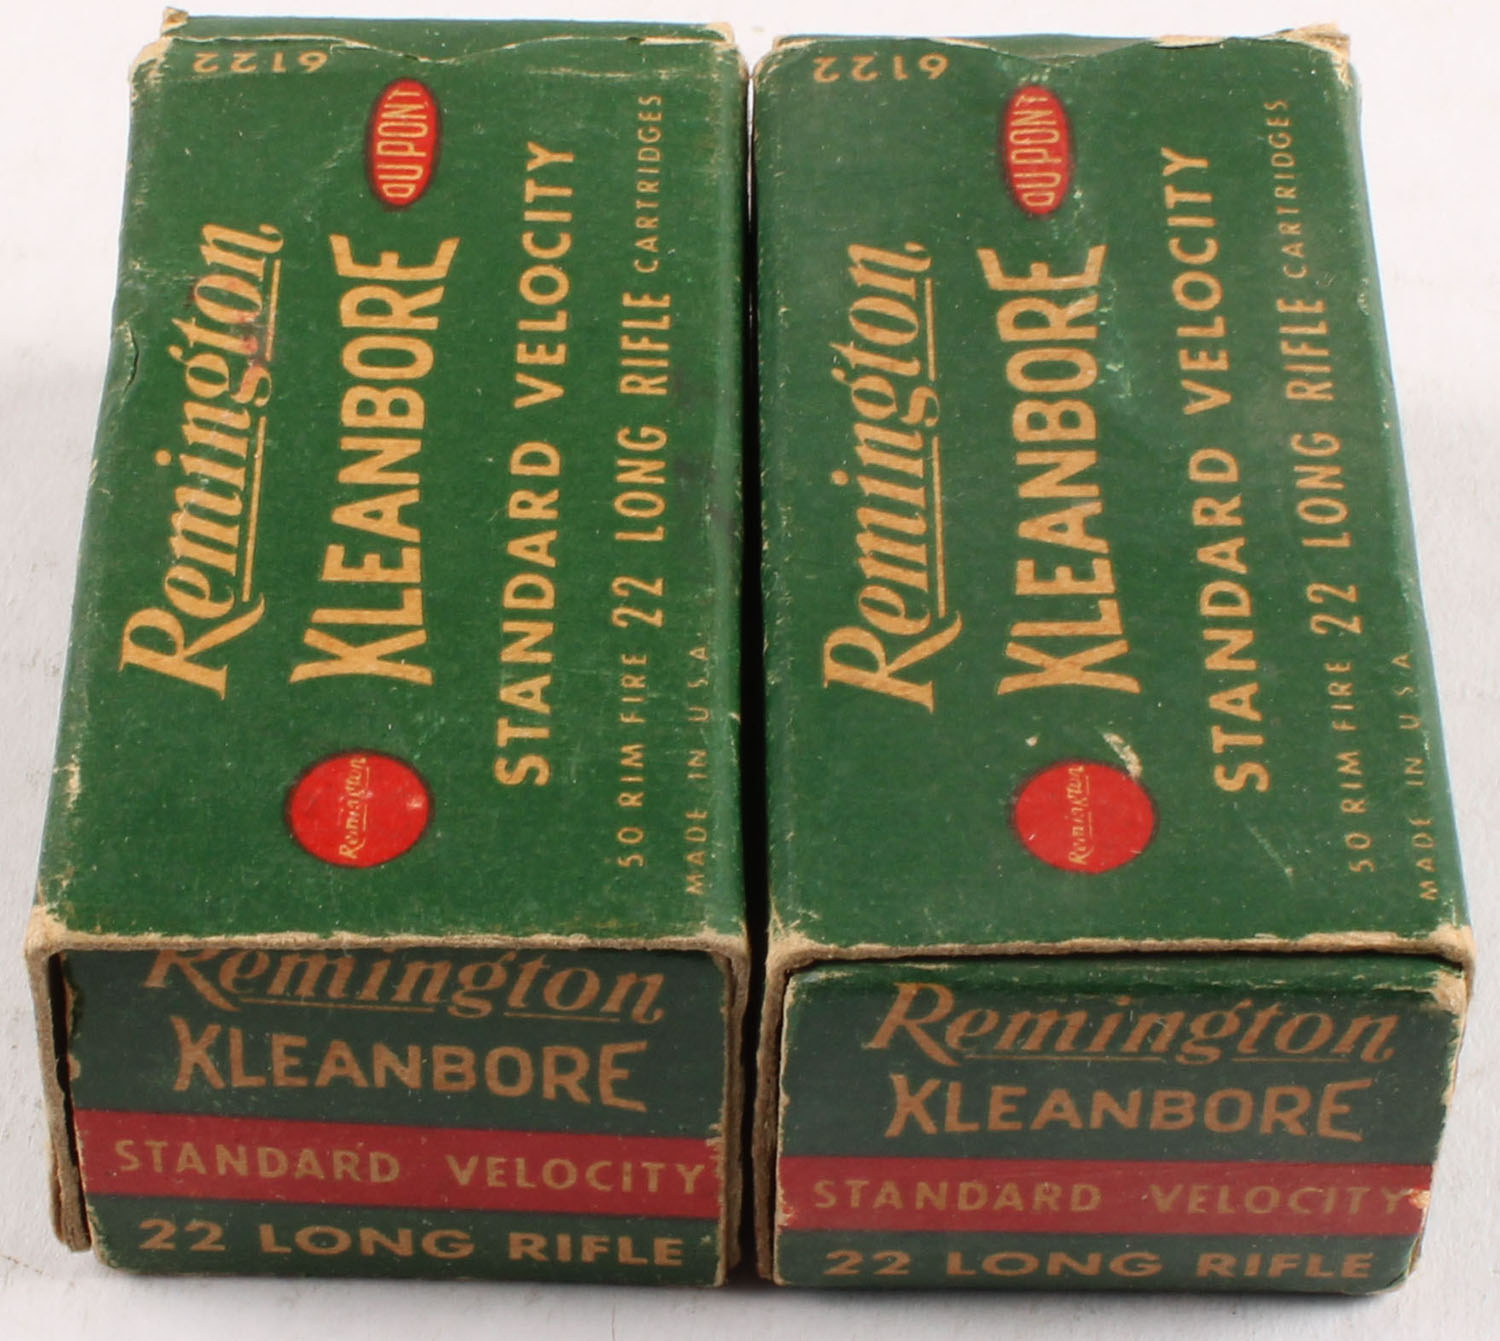 6122
DUPONT
Remington
KLEANBORE
Remington
STANDARD VELOCITY
50 RIM FIRE 22 LONG RIFLE CARTRIDGES
MADE IN U.S.A.
Remington
KLEANBORE
STANDARD VELOCITY
22 LONG RIFLE
6122
DUPONT
Remington
KLEANBORE
Remington
STANDARD VELOCITY
50 RIM FIRE 22 LONG RIFLE CARTRIDGES
MADE IN U.S.A.
Remington
KLEANBORE
STANDARD VELOCITY
22 LONG RIFLE